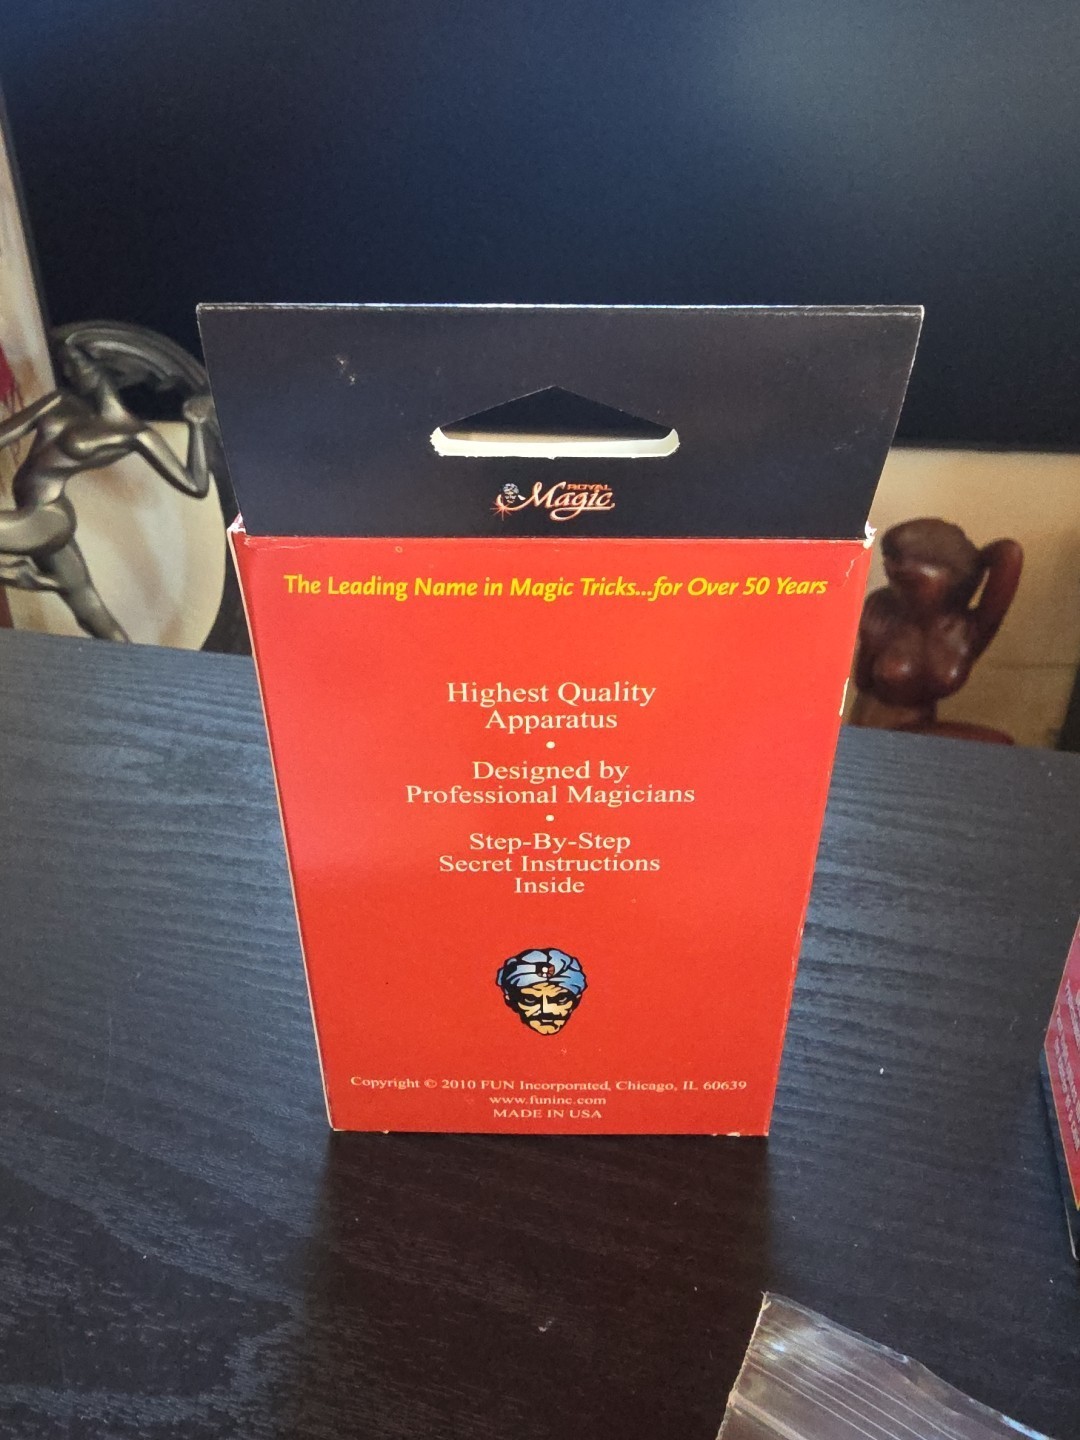 ROYAL
Magic
The Leading Name in Magic Tricks...for Over 50 Years
Highest Quality
Apparatus
•
Designed by
Professional Magicians
•
Step-By-Step
Secret Instructions
Inside
Copyright © 2010 FUN Incorporated, Chicago, IL 60639
www.funinc.com
MADE IN USA